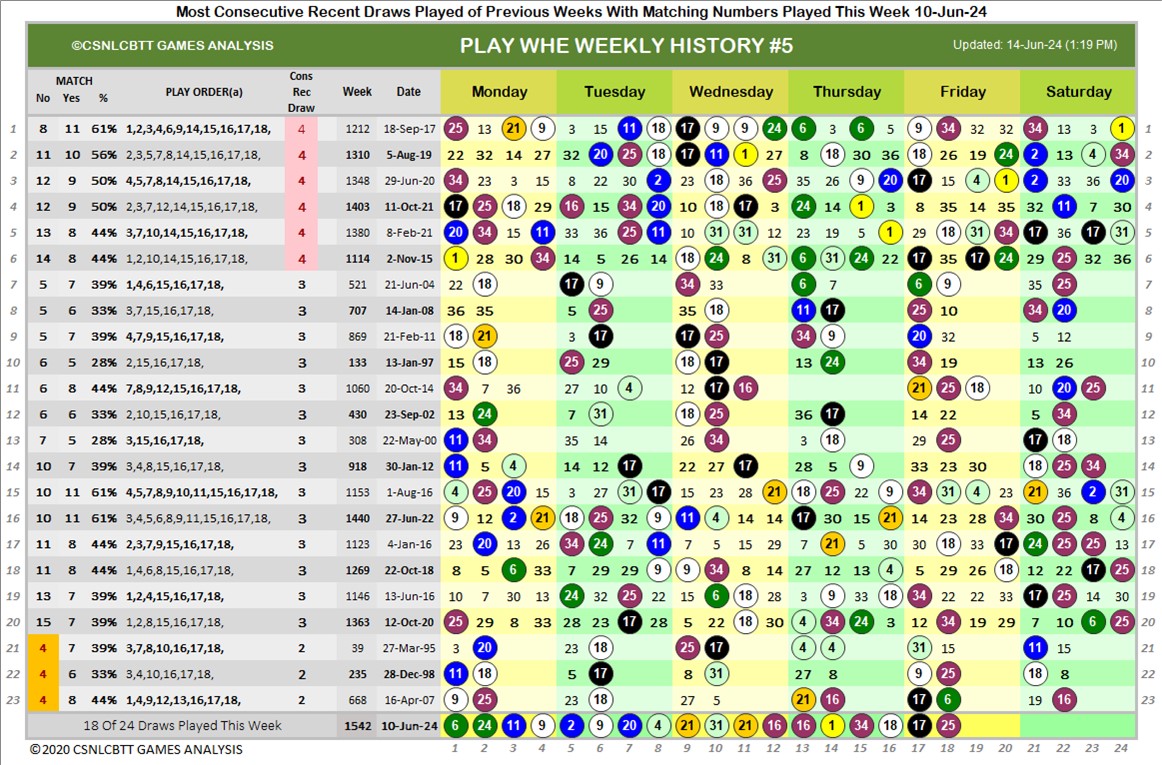 Most Consecutive Recent Draws Played of Previous Weeks With Matching Numbers Played This Week 10-Jun-24
©CSNLCBTT GAMES ANALYSIS PLAY WHE WEEKLY HISTORY #5 Updated: 14-Jun-24 (1:19 PM)
MATCH Cons
No Yes % PLAY ORDER(a) Rec Week Date Monday Tuesday Wednesday Thursday Friday Saturday
Draw
1 8 11 61% 1,2,3,4,6,9,14,15,16,17,18, 4 1212 18-Sep-17 25 13 21 9 3 15 11 18 17 9 9 24 6 3 6 5 9 34 32 32 34 13 3 1 1
2 11 10 56% 2,3,5,7,8,14,15,16,17,18, 4 1310 5-Aug-19 22 32 14 27 32 20 25 18 17 11 1 27 8 18 30 36 18 26 19 24 2 13 4 34 2
3 12 9 50% 4,5,7,8,14,15,16,17,18, 4 1348 29-Jun-20 34 23 3 15 5 22 30 2 23 18 36 25 35 26 9 20 17 15 4 1 2 33 36 20 3
4 12 9 50% 2,3,7,12,14,15,16,17,18, 4 1403 11-Oct-21 17 25 18 29 16 15 34 20 10 18 17 3 24 14 1 3 8 35 14 35 32 11 7 30 4
5 13 8 44% 3,7,10,14,15,16,17,18, 4 1380 8-Feb-21 20 34 15 11 33 36 25 11 10 31 31 12 23 19 5 1 29 18 31 34 17 36 17 31 5
6 14 8 44% 1,2,10,14,15,16,17,18, 4 1114 2-Nov-15 1 28 30 34 14 5 26 14 18 24 8 31 6 31 24 22 17 35 17 24 29 25 32 36 6
7 5 7 39% 1,4,6,15,16,17,18, 3 521 21-Jun-04 22 18 17 9 34 33 6 7 6 9 35 25 7
8 5 6 33% 3,7,15,16,17,18, 3 707 14-Jan-08 36 35 5 25 35 18 11 17 25 10 34 20 8
9 5 7 39% 4,7,9,15,16,17,18, 3 869 21-Feb-11 18 21 3 17 17 25 34 9 20 32 5 12 9
10 6 5 28% 2,15,16,17,18, 3 133 13-Jan-97 15 18 25 29 18 17 13 24 34 19 13 26 10
11 6 8 44% 7,8,9,12,15,16,17,18, 3 1060 20-Oct-14 34 7 36 27 10 4 12 17 16 21 25 18 10 20 25 11
12 6 6 33% 2,10,15,16,17,18, 3 430 23-Sep-02 13 24 7 31 18 25 36 17 14 22 5 34 12
13 7 5 28% 3,15,16,17,18, 3 308 22-May-00 11 34 35 14 26 34 3 18 29 25 17 18 13
14 10 7 39% 3,4,8,15,16,17,18, 3 918 30-Jan-12 11 5 4 14 12 17 22 27 17 28 5 9 33 23 30 18 25 34 14
15 10 11 61% 4,5,7,8,9,10,11,15,16,17,18, 3 1153 1-Aug-16 4 25 20 15 3 27 31 17 15 23 28 21 18 25 22 9 34 31 4 23 21 36 2 31 15
16 10 11 61% 3,4,5,6,8,9,11,15,16,17,18, 3 1440 27-Jun-22 9 12 2 21 18 25 32 9 11 4 14 14 17 30 15 21 14 23 28 34 30 25 8 4 16
17 11 8 44% 2,3,7,9,15,16,17,18, 3 1123 4-Jan-16 23 20 13 26 34 24 7 11 7 5 15 29 7 21 5 30 30 18 33 17 24 25 25 13 17
18 11 8 44% 1,4,6,8,15,16,17,18, 3 1269 22-Oct-18 8 5 6 33 7 29 29 9 9 34 8 14 27 12 13 4 5 29 26 18 12 22 17 25 18
19 13 7 39% 1,2,4,15,16,17,18, 3 1146 13-Jun-16 10 7 30 13 24 32 25 22 15 6 18 28 3 9 33 18 34 22 22 33 17 25 14 30 19
20 15 7 39% 1,2,8,15,16,17,18, 3 1363 12-Oct-20 25 29 8 33 28 23 17 28 5 22 18 30 4 34 24 3 12 34 19 29 7 10 6 25 20
21 4 7 39% 3,7,8,10,16,17,18, 2 39 27-Mar-95 3 20 23 18 25 17 4 4 31 15 11 15 21
22 4 6 33% 3,4,10,16,17,18, 2 235 28-Dec-98 11 18 5 17 8 31 27 8 9 25 18 8 22
23 4 8 44% 1,4,9,12,13,16,17,18, 2 668 16-Apr-07 9 25 23 18 27 5 21 16 17 6 19 16 23
18 Of 24 Draws Played This Week 1542 10-Jun-24 6 24 11 9 2 9 20 4 21 31 21 16 16 1 34 18 17 25
© 2020 CSNLCBTT GAMES ANALYSIS 1 2 3 4 5 6 7 8 9 10 11 12 13 14 15 16 17 18 19 20 21 22 23 24